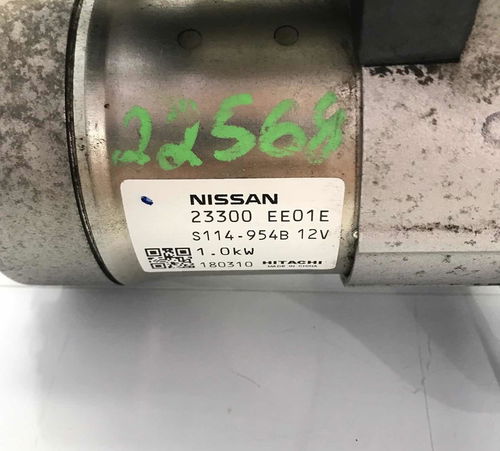 22568
NISSAN
23300 EE01E
S114-954B 12V
1.0kW
180310 HITACHI
MADE IN CHINA